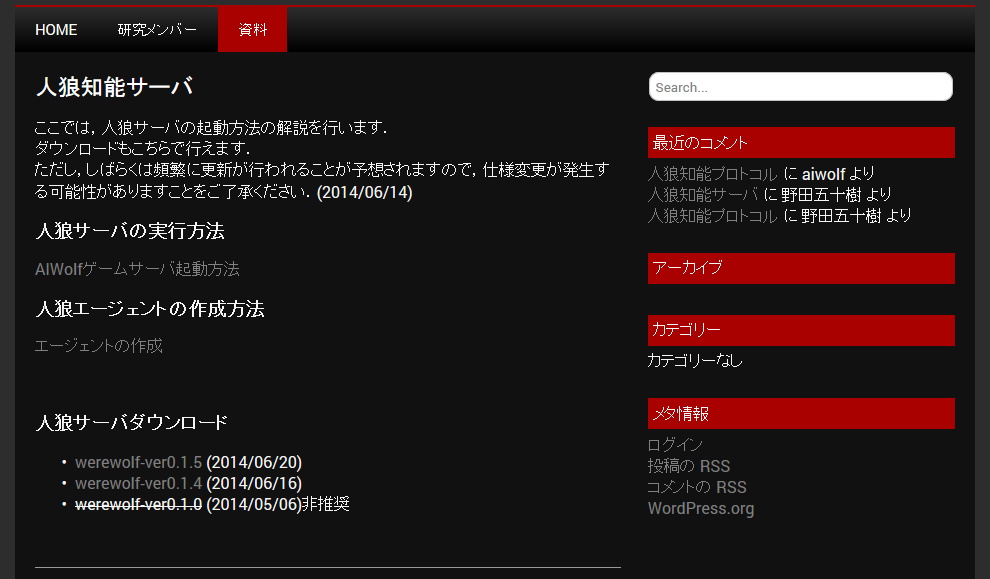 HOME 研究メンバー 資料
人狼知能サーバ
ここでは，人狼サーバの起動方法の解説を行います．
ダウンロードもこちらで行えます．
ただし，しばらくは頻繁に更新が行われることが予想されますので，仕様変更が発生す
る可能性がありますことをご了承ください．(2014/06/14)
人狼サーバの実行方法
AIWolfゲームサーバ起動方法
人狼エージェントの作成方法
エージェントの作成
人狼サーバダウンロード
• werewolf-ver0.1.5 (2014/06/20)
• werewolf-ver0.1.4 (2014/06/16)
• werewolf-ver0.1.0 (2014/05/06)非推奨
Search...
最近のコメント
人狼知能プロトコル に aiwolf より
人狼知能サーバ に 野田五十樹 より
人狼知能プロトコル に 野田五十樹 より
アーカイブ
カテゴリー
カテゴリーなし
メタ情報
ログイン
投稿の RSS
コメントの RSS
WordPress.org